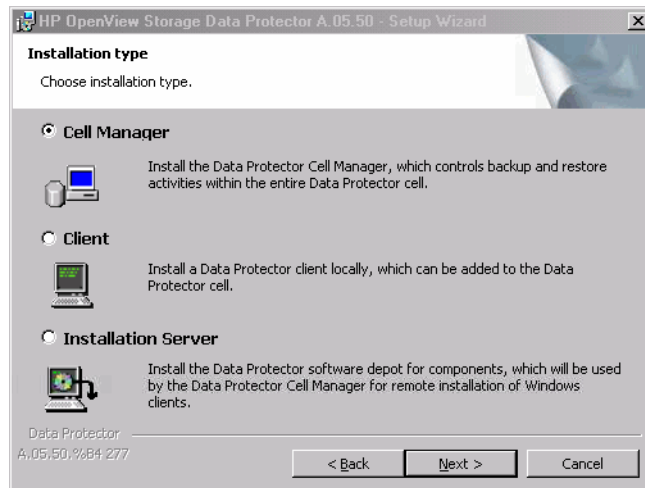 HP OpenView Storage Data Protector A.05.50 - Setup Wizard
Installation type
Choose installation type.
Cell Manager
Install the Data Protector Cell Manager, which controls backup and restore
activities within the entire Data Protector cell.
Client
Install a Data Protector client locally, which can be added to the Data
Protector cell.
Installation Server
Install the Data Protector software depot for components, which will be used
by the Data Protector Cell Manager for remote installation of Windows
clients.
Data Protector
A.05.50.%B4 277
< Back
Next >
Cancel